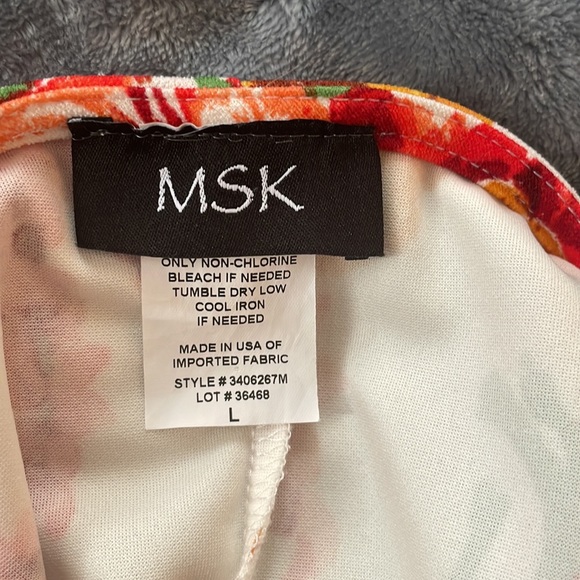 MSK
ONLY NON-CHLORINE
BLEACH IF NEEDED
TUMBLE DRY LOW
COOL IRON
IF NEEDED
MADE IN USA OF
IMPORTED FABRIC
STYLE # 3406267M
LOT # 36468
L